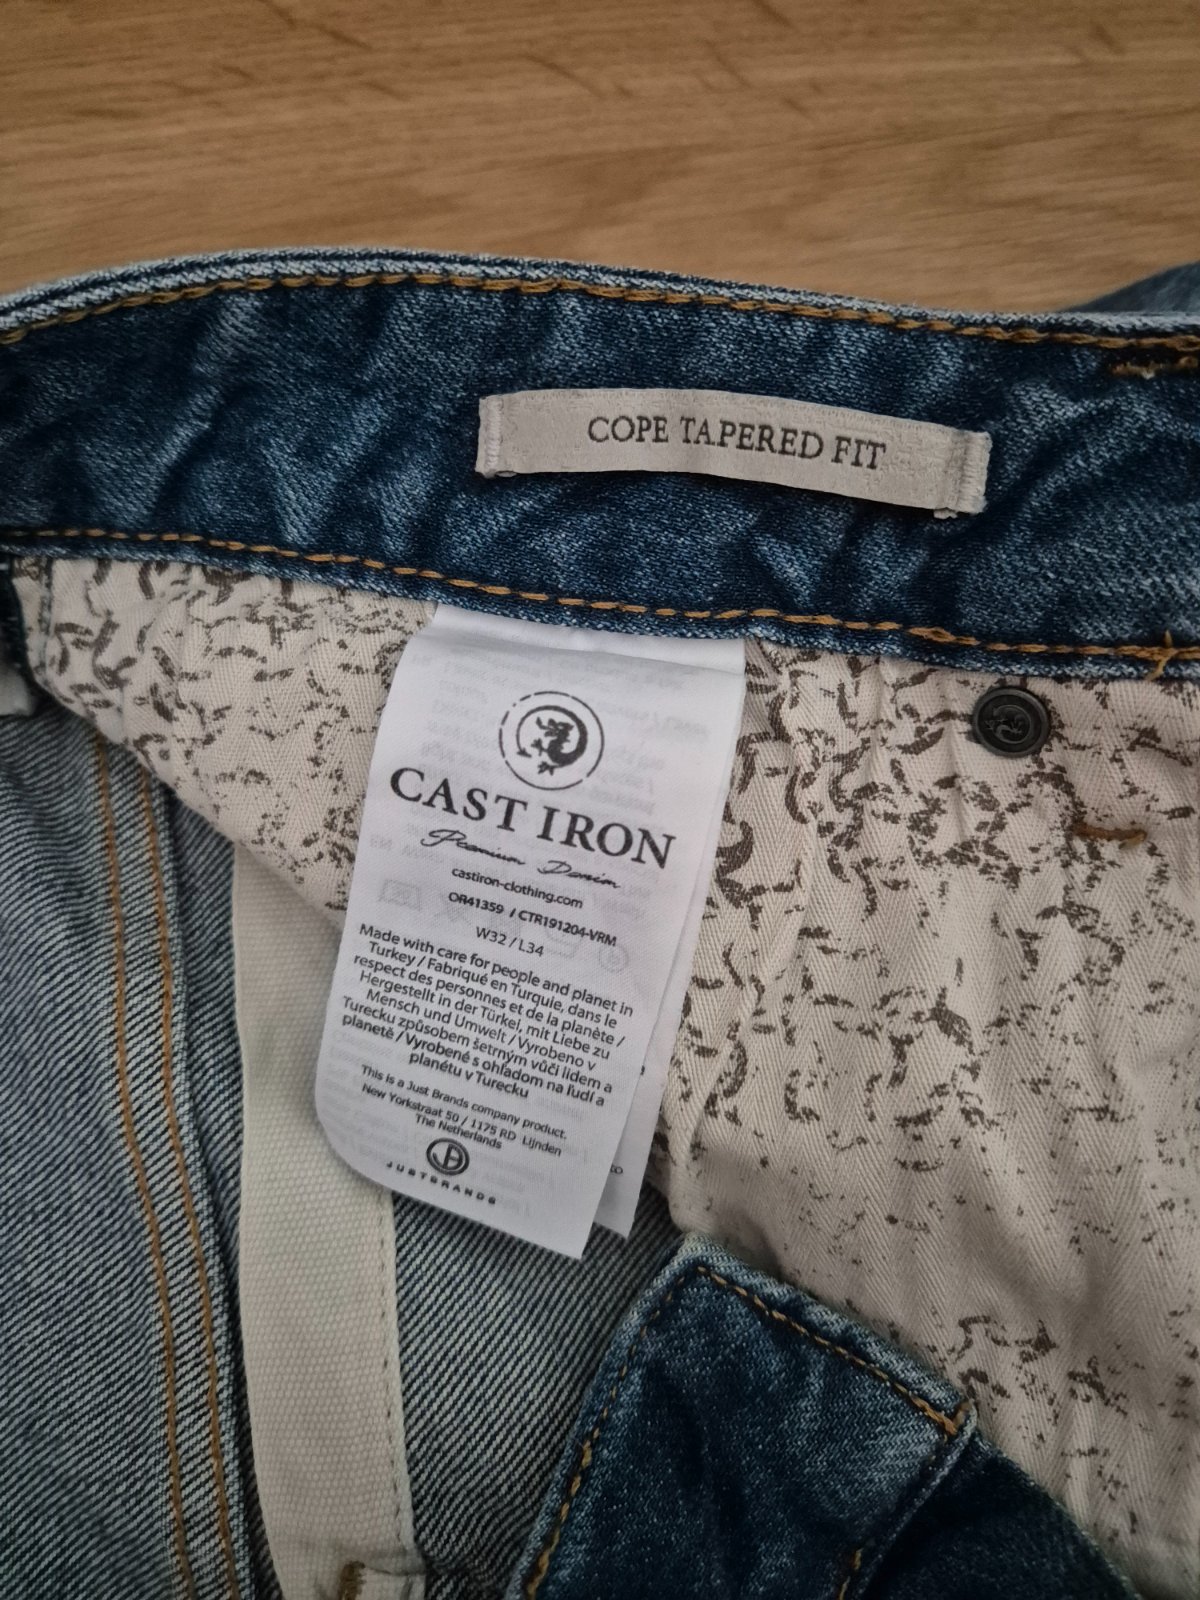 COPE TAPERED FIT
CAST IRON
Premium Denim
castiron-clothing.com
OR41359 / CTR191204-VRM
W32 / L34
Made with care for people and planet in
Turkey / Fabriqué en Turquie, dans le
respect des personnes et de la planète /
Hergestellt in der Türkei, mit Liebe zu
Mensch und Umwelt / Vyrobeno v
Turecku způsobem šetrným vůči lidem a
planetě / Vyrobené s ohľadom na ľudí a
planétu v Turecku
This is a Just Brands company product.
New Yorkstraat 50 / 1175 RD Lijnden
The Netherlands
JB
JUSTBRANDS